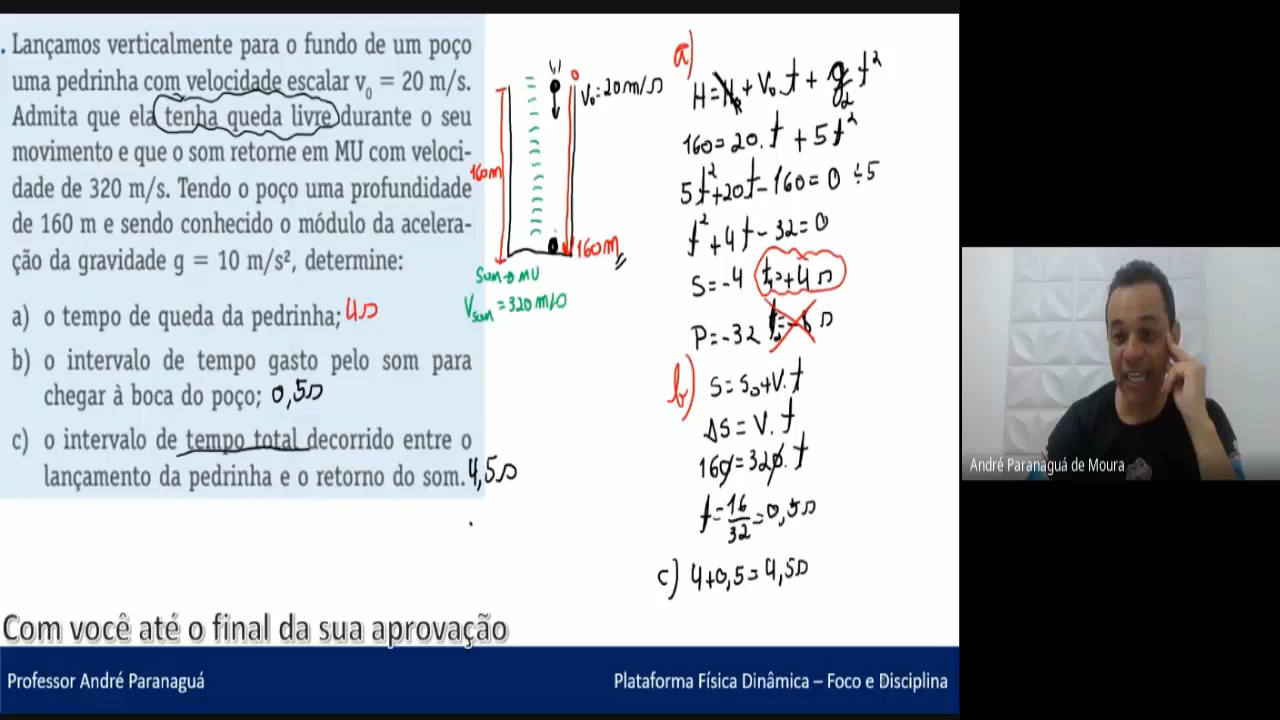 . Lançamos verticalmente para o fundo de um poço
uma pedrinha com velocidade escalar v₀ = 20 m/s.
Admita que ela tenha queda livre durante o seu
movimento e que o som retorne em MU com veloci-
dade de 320 m/s. Tendo o poço uma profundidade
de 160 m e sendo conhecido o módulo da acelera-
ção da gravidade g = 10 m/s², determine:
a) o tempo de queda da pedrinha; 4s
b) o intervalo de tempo gasto pelo som para
chegar à boca do poço; 0,5s
c) o intervalo de tempo total decorrido entre o
lançamento da pedrinha e o retorno do som. 4,5s
0
V₀=20m/s
160m
160m
Som→MU
Vsom=320m/s
a)
H=H₀+V₀t+g/2 t²
160=20.t+5t²
5t²+20t-160=0 ÷5
t²+4t-32=0
S=-4 t₁=+4s
P=-32
b)
S=S₀+V.t
ΔS=V.t
160=320.t
t=16/32=0,5s
c) 4+0,5=4,5s
André Paranaguá de Moura
Com você até o final da sua aprovação
Professor André Paranaguá
Plataforma Física Dinâmica – Foco e Disciplina